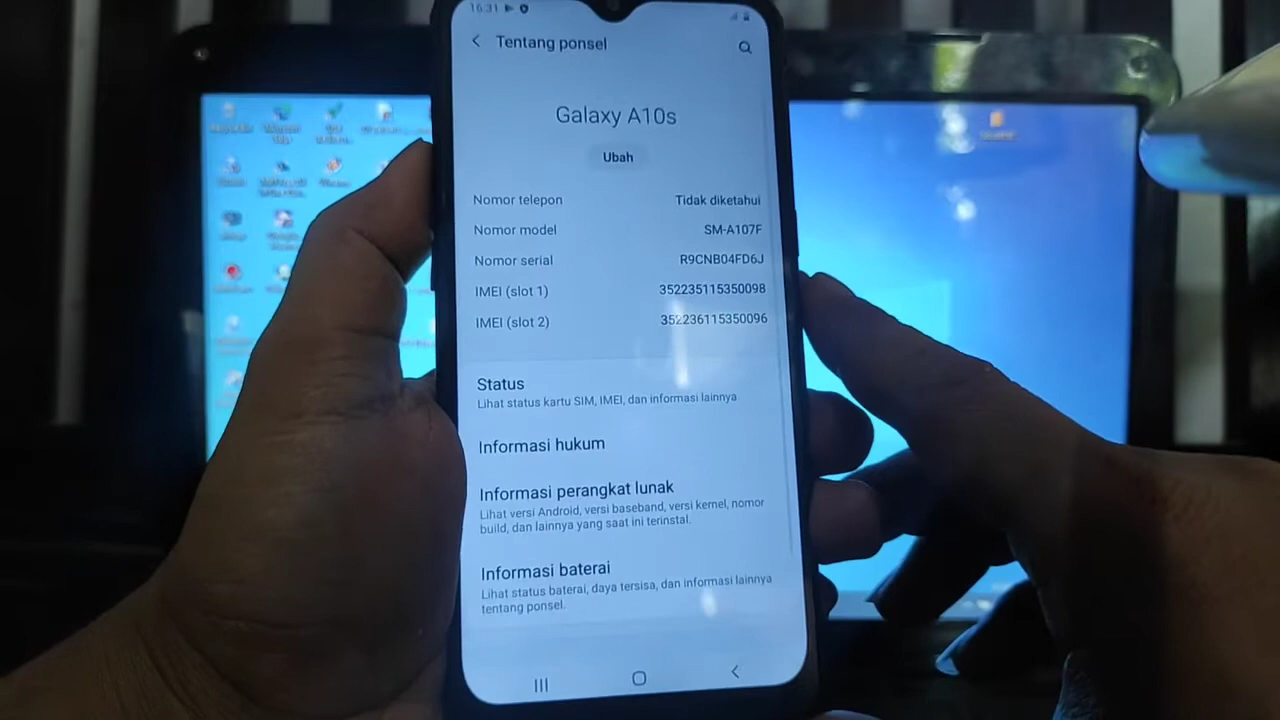 16.31
Tentang ponsel
Galaxy A10s
Ubah
Nomor telepon Tidak diketahui
Nomor model SM-A107F
Nomor serial R9CNB04FD6J
IMEI (slot 1) 352235115350098
IMEI (slot 2) 352236115350096
Status
Lihat status kartu SIM, IMEI, dan informasi lainnya
Informasi hukum
Informasi perangkat lunak
Lihat versi Android, versi baseband, versi kernel, nomor
build, dan lainnya yang saat ini terinstal.
Informasi baterai
Lihat status baterai, daya tersisa, dan informasi lainnya
tentang ponsel.